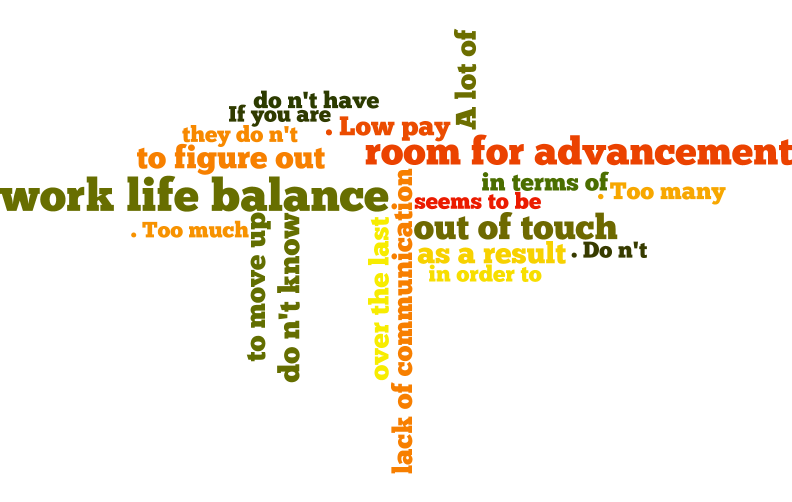 A lot of
do n't have
If you are
. Low pay
they do n't
to figure out
room for advancement
work life balance
in terms of
. Too many
seems to be
. Too much
out of touch
as a result
. Do n't
in order to
to move up
do n't know
over the last
lack of communication